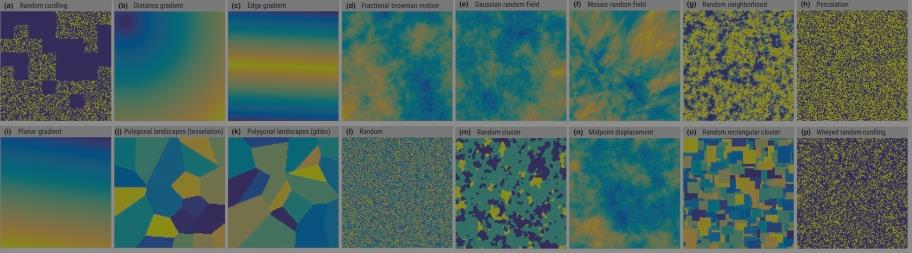 (a) Random curdling
(b) Distance gradient
(c) Edge gradient
(d) Fractional brownian motion
(e) Gaussian random field
(f) Mosaic random field
(g) Random neighborhood
(h) Percolation
(i) Planar gradient
(j) Polygonal landscapes (tesselation)
(k) Polygonal landscapes (gibbs)
(l) Random
(m) Random cluster
(n) Midpoint displacement
(o) Random rectangular cluster
(p) Wheyed random curdling